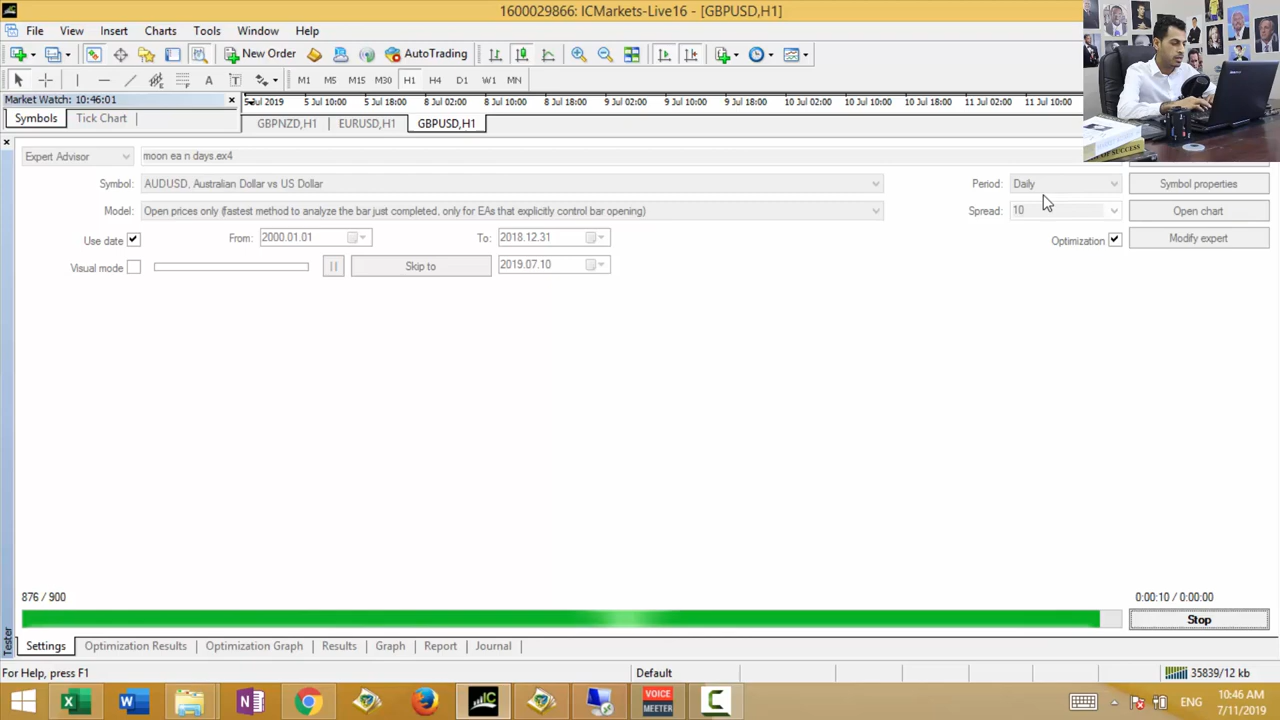 1600029866: ICMarkets-Live16 - [GBPUSD,H1]
File View Insert Charts Tools Window Help
New Order AutoTrading
A T M1 M5 M15 M30 H1 H4 D1 W1 MN
Market Watch: 10:46:01
5 Jul 10:00 5 Jul 18:00 8 Jul 02:00 8 Jul 10:00 8 Jul 18:00 9 Jul 02:00 9 Jul 10:00 9 Jul 18:00 10 Jul 02:00 10 Jul 10:00 10 Jul 18:00 11 Jul 02:00 11 Jul 10:00
Symbols Tick Chart
GBPNZD,H1 EURUSD,H1 GBPUSD,H1
OF SUCCESS
Expert Advisor moon ea n days.ex4
Symbol: AUDUSD, Australian Dollar vs US Dollar Period: Daily Symbol properties
Model: Open prices only (fastest method to analyze the bar just completed, only for EAs that explicitly control bar opening) Spread: 10 Open chart
Use date From: 2000.01.01 To: 2018.12.31 Optimization Modify expert
Visual mode Skip to 2019.07.10
876 / 900 0:00:10 / 0:00:00
Stop
Tester
Settings Optimization Results Optimization Graph Results Graph Report Journal
For Help, press F1 Default 35839/12 kb
VOICE MEETER ENG 10:46 AM
7/11/2019